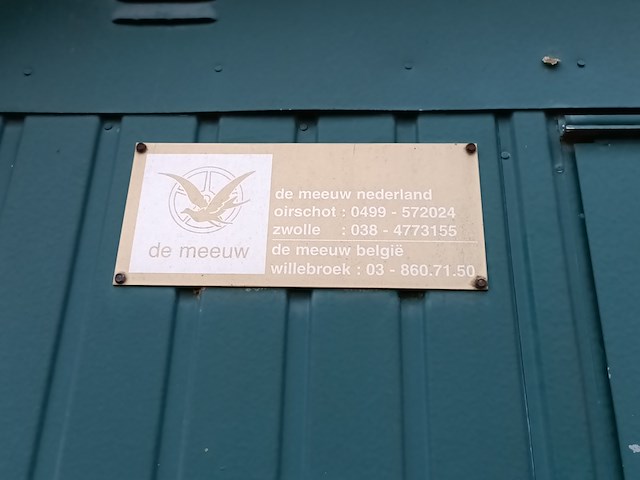 de meeuw
de meeuw nederland
oirschot : 0499 - 572024
zwolle : 038 - 4773155
de meeuw belgië
willebroek : 03 - 860.71.50